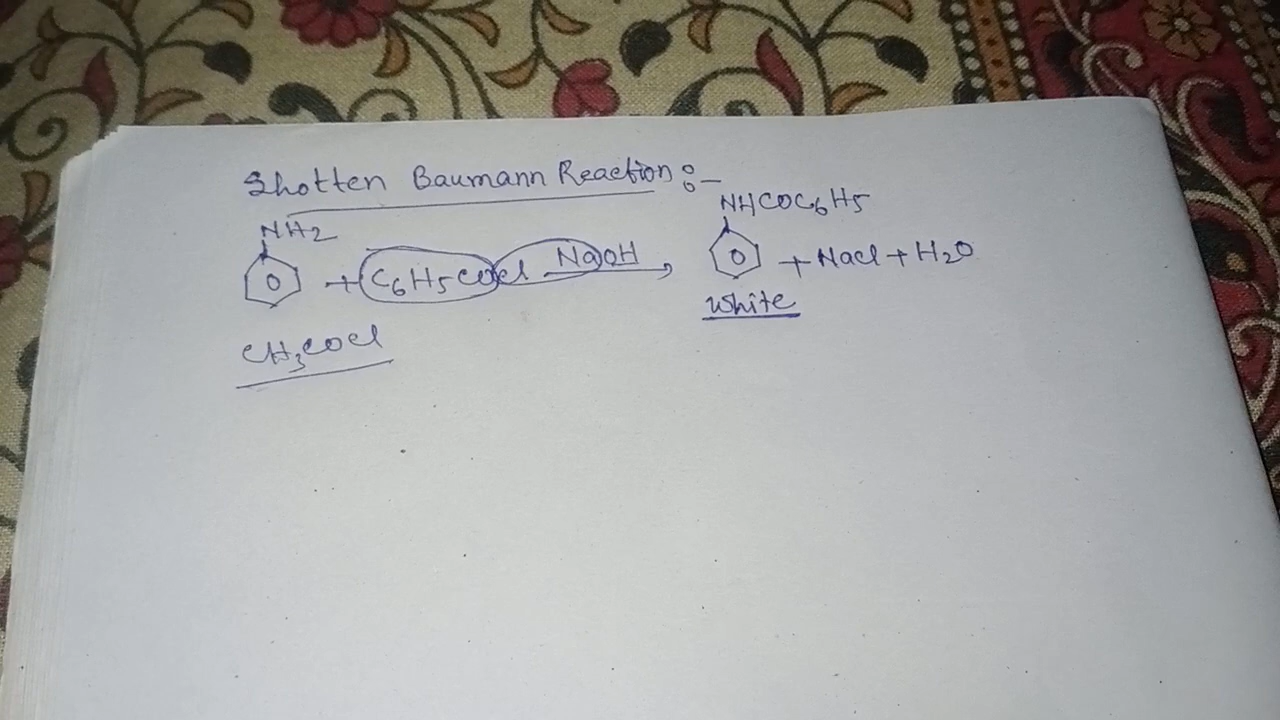 Shotten Baumann Reaction :-
NH2 NHCOC6H5
+ C6H5COCl NaOH → + NaCl + H2O
White
CH3COCl